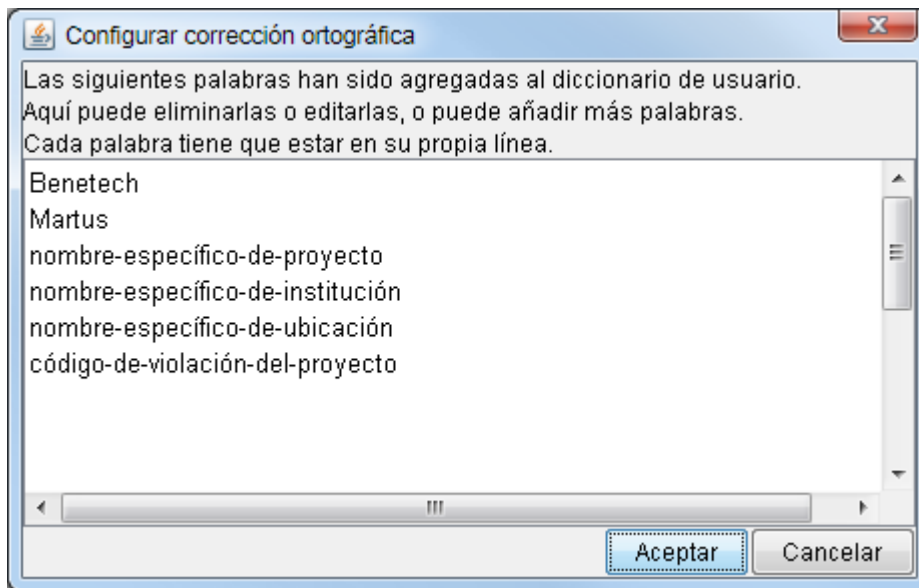 Configurar corrección ortográfica
Las siguientes palabras han sido agregadas al diccionario de usuario.
Aquí puede eliminarlas o editarlas, o puede añadir más palabras.
Cada palabra tiene que estar en su propia línea.
Benetech
Martus
nombre-específico-de-proyecto
nombre-específico-de-institución
nombre-específico-de-ubicación
código-de-violación-del-proyecto
Aceptar Cancelar